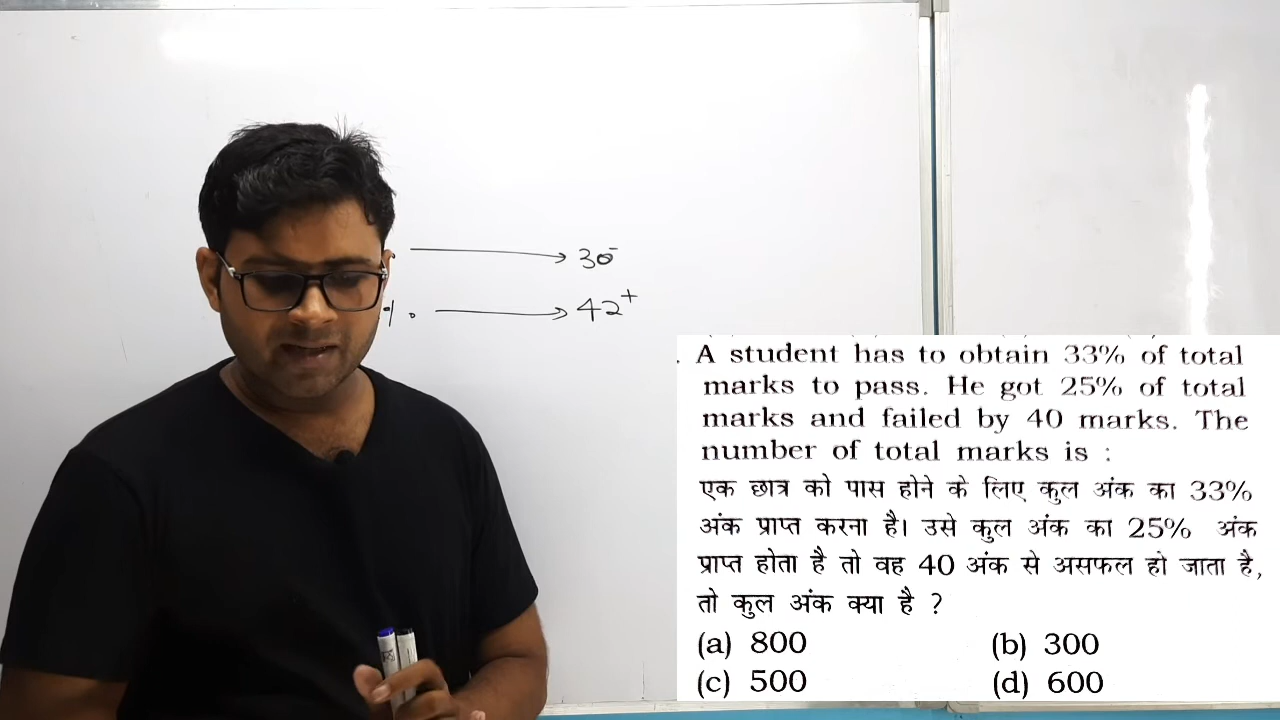 30⁻
%. 42⁺
A student has to obtain 33% of total
marks to pass. He got 25% of total
marks and failed by 40 marks. The
number of total marks is :
एक छात्र को पास होने के लिए कुल अंक का 33%
अंक प्राप्त करना है। उसे कुल अंक का 25% अंक
प्राप्त होता है तो वह 40 अंक से असफल हो जाता है,
तो कुल अंक क्या है ?
(a) 800 (b) 300
(c) 500 (d) 600